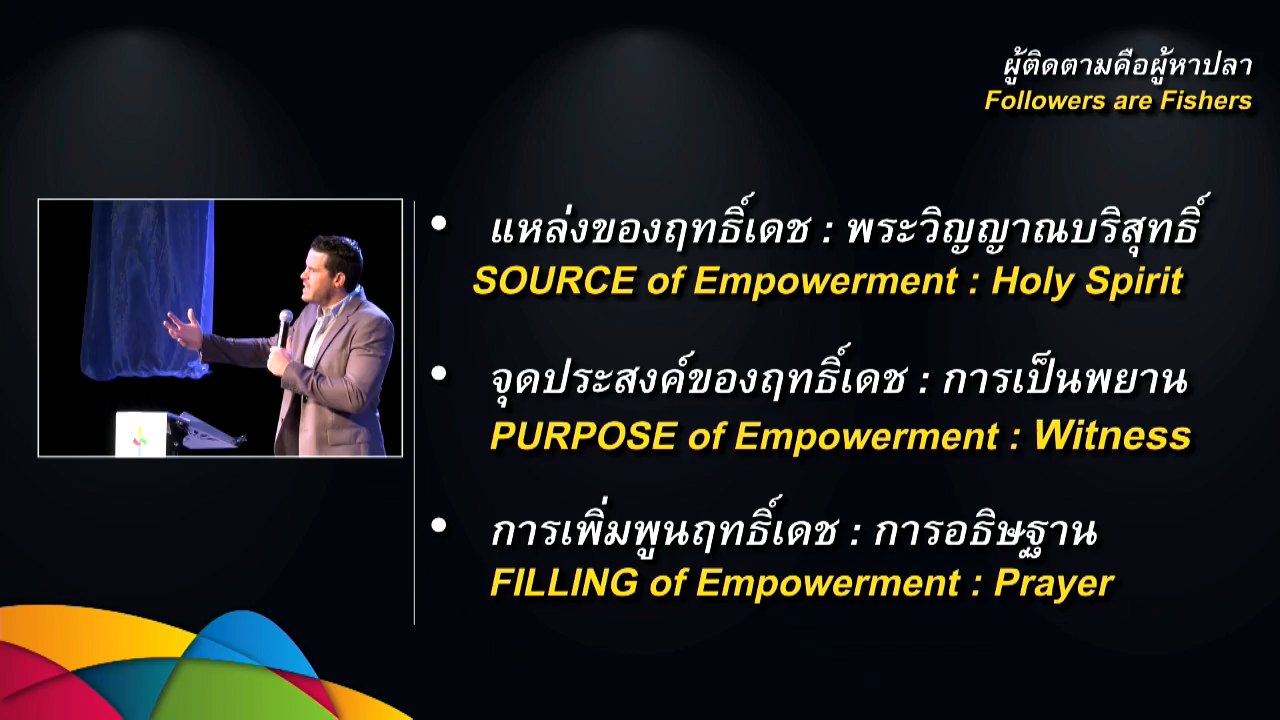 ผู้ติดตามคือผู้หาปลา
Followers are Fishers
• แหล่งของฤทธิ์เดช : พระวิญญาณบริสุทธิ์
SOURCE of Empowerment : Holy Spirit
• จุดประสงค์ของฤทธิ์เดช : การเป็นพยาน
PURPOSE of Empowerment : Witness
• การเพิ่มพูนฤทธิ์เดช : การอธิษฐาน
FILLING of Empowerment : Prayer